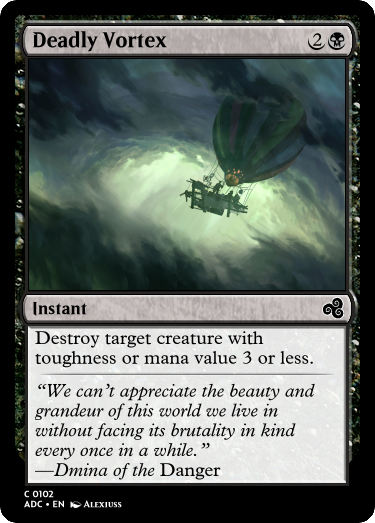 Deadly Vortex 2
Instant
Destroy target creature with
toughness or mana value 3 or less.
“We can’t appreciate the beauty and
grandeur of this world we live in
without facing its brutality in kind
every once in a while.”
—Dmina of the Danger
C 0102
ADC • EN Alexiuss